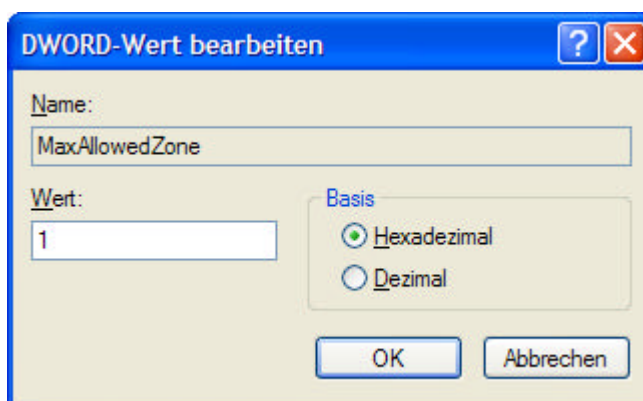 DWORD-Wert bearbeiten
Name:
MaxAllowedZone
Wert:
1
Basis
Hexadezimal
Dezimal
OK
Abbrechen